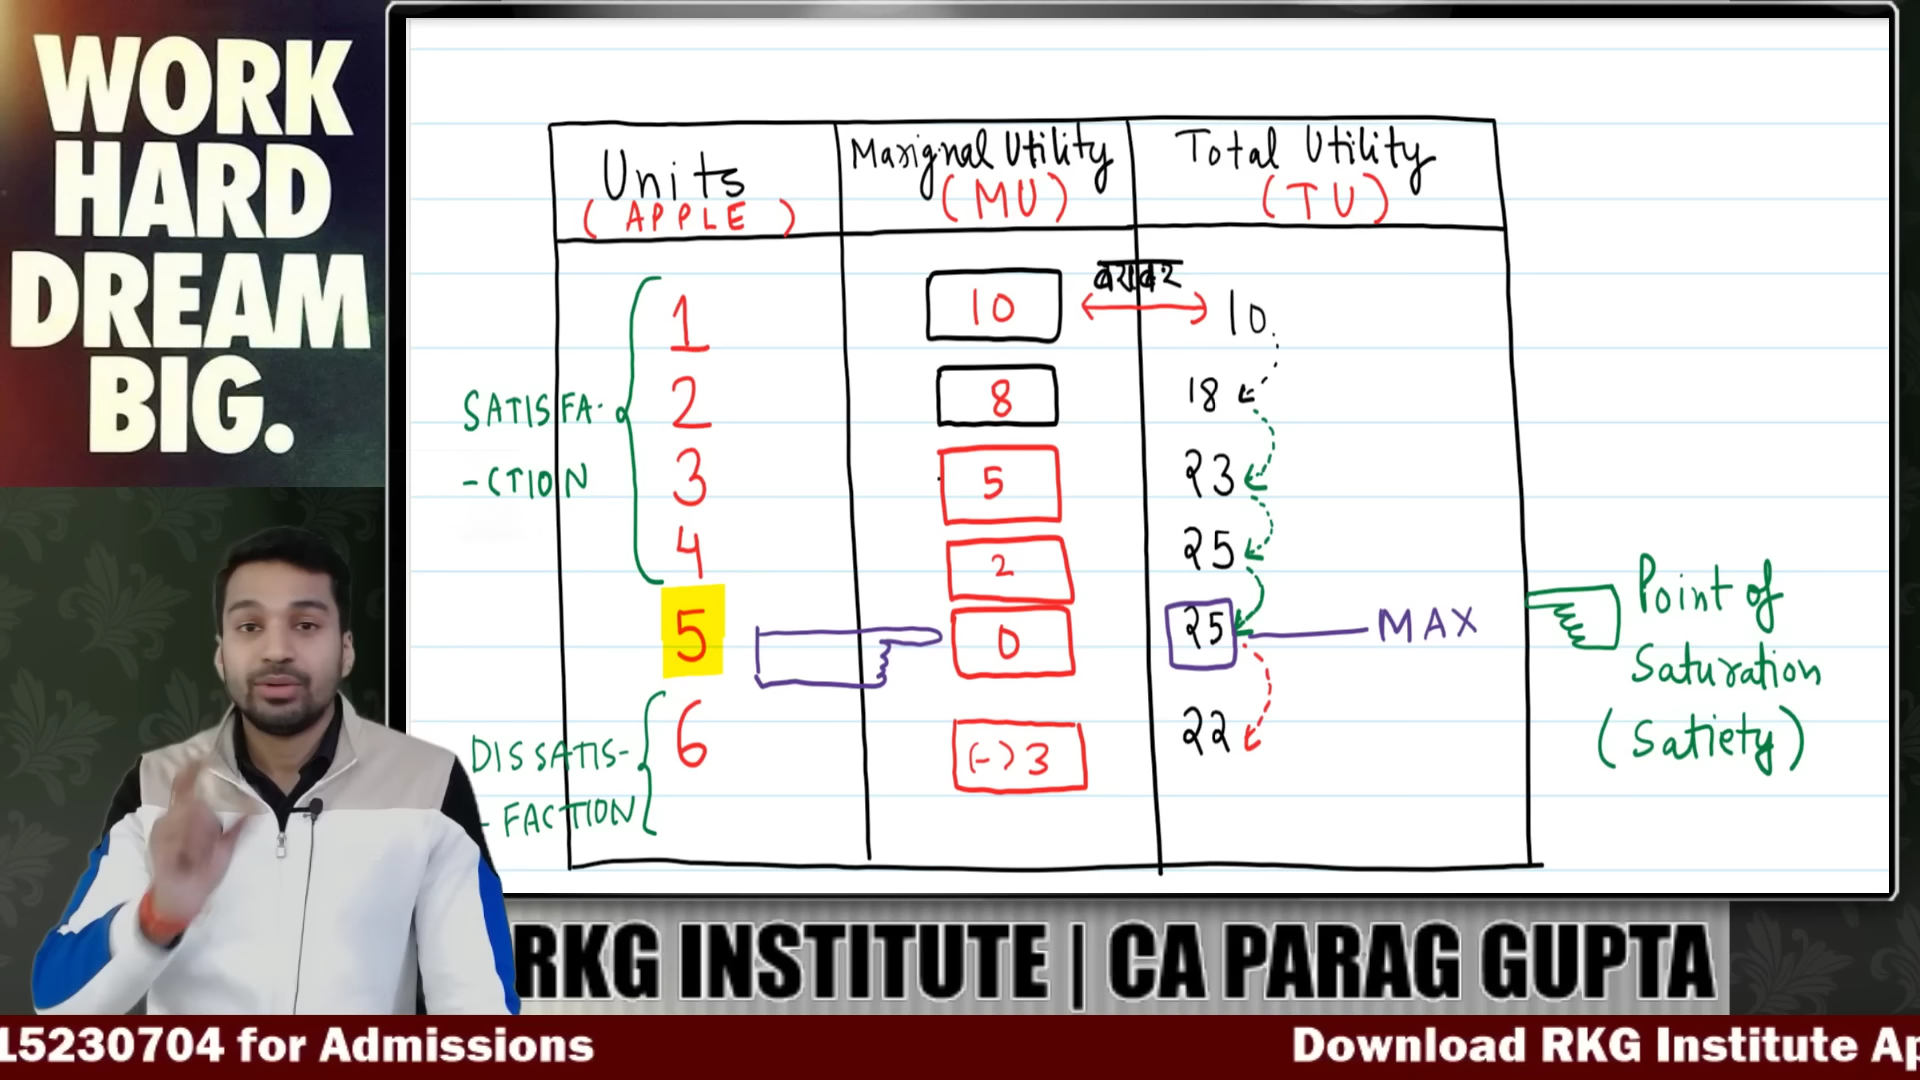 WORK
HARD
DREAM
BIG.
Units
( APPLE )
Marignal Utility
(MU)
Total Utility
(TU)
बराबर
1
10
10
2
8
18
SATISFA-
-CTION
3
5
23
4
2
25
5
0
25
MAX
Point of
Saturation
(Satiety)
6
(-) 3
22
DISSATIS-
- FACTION
RKG INSTITUTE | CA PARAG GUPTA
15230704 for Admissions
Download RKG Institute Ap